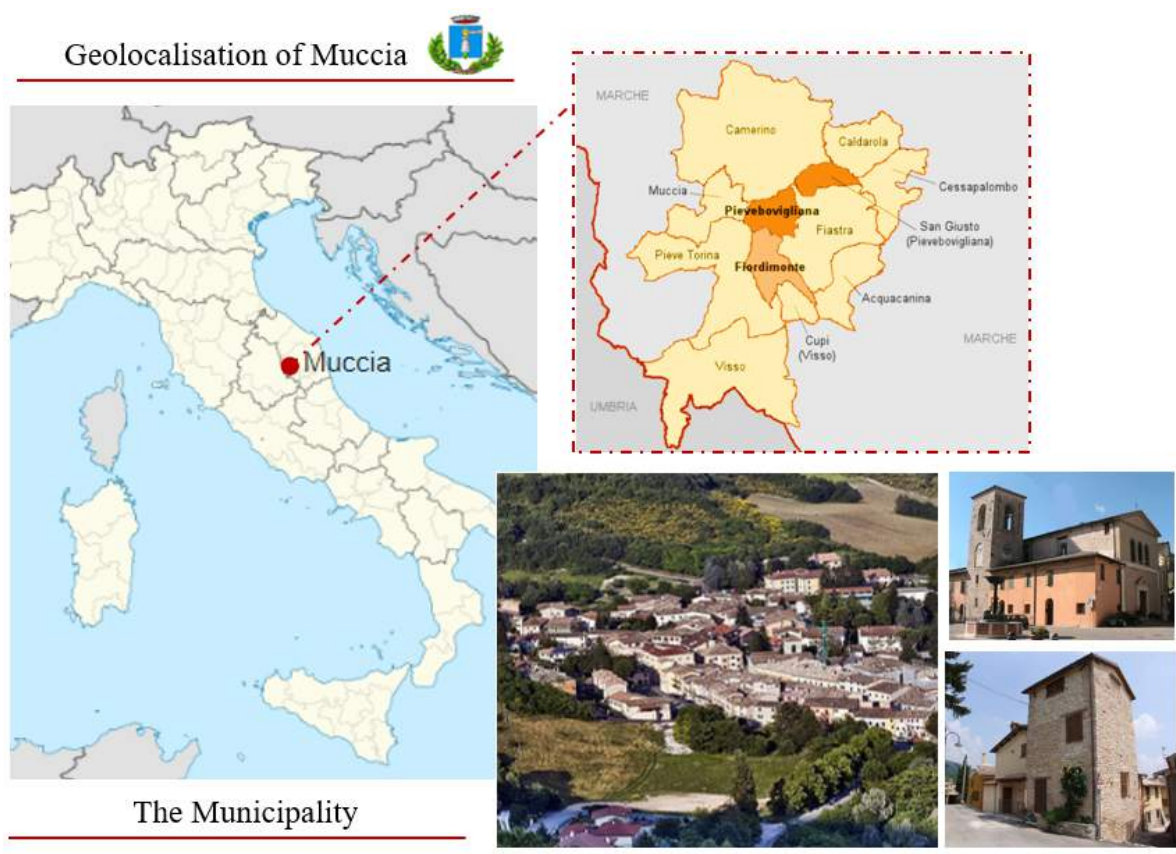 Geolocalisation of Muccia
Muccia
MARCHE
Camerino
Caldarola
Muccia
Cessapalombo
Pievebovigliana
San Giusto
(Pievebovigliana)
Fiastra
Pieve Torina
Fiordimonte
Acquacanina
Cupi
(Visso)
MARCHE
Visso
UMBRIA
The Municipality